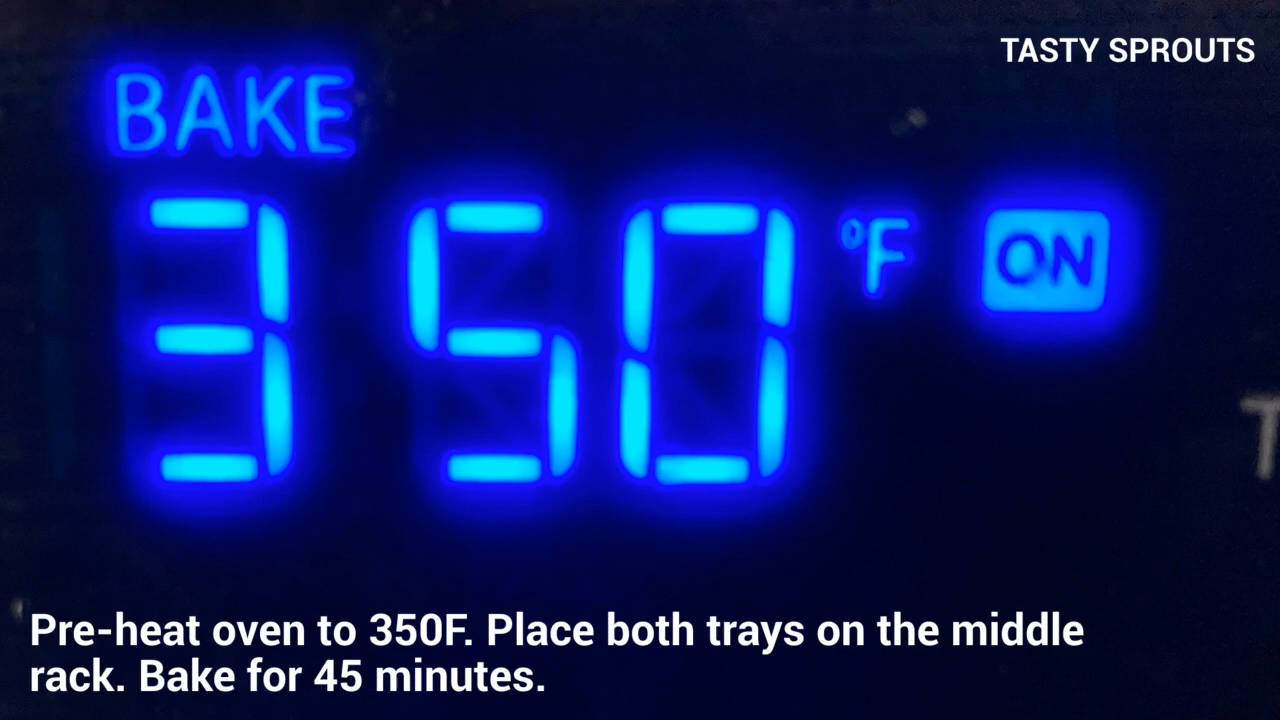 TASTY SPROUTS
BAKE
350 °F ON
T
Pre-heat oven to 350F. Place both trays on the middle
rack. Bake for 45 minutes.